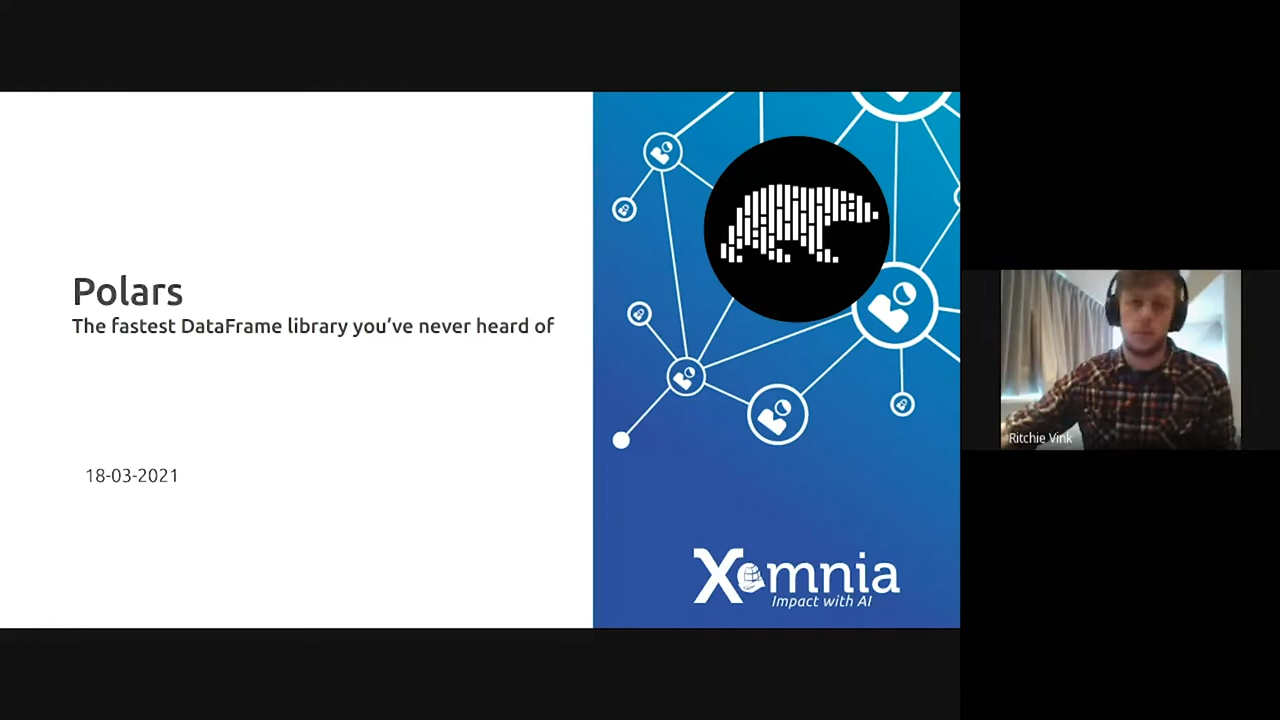 Polars
The fastest DataFrame library you've never heard of
18-03-2021
Xomnia
Impact with AI
Ritchie Vink